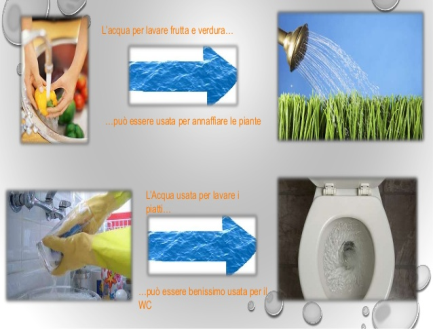 L'acqua per lavare frutta e verdura...
...può essere usata per annaffiare le piante
L'Acqua usata per lavare i
piatti...
...può essere benissimo usata per il
WC